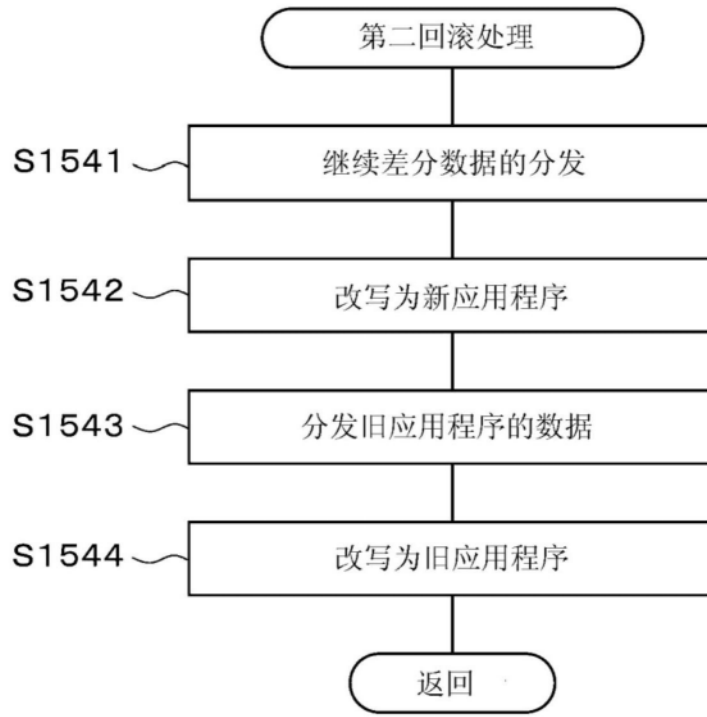 第二回滚处理
S1541
继续差分数据的分发
S1542
改写为新应用程序
S1543
分发旧应用程序的数据
S1544
改写为旧应用程序
返回